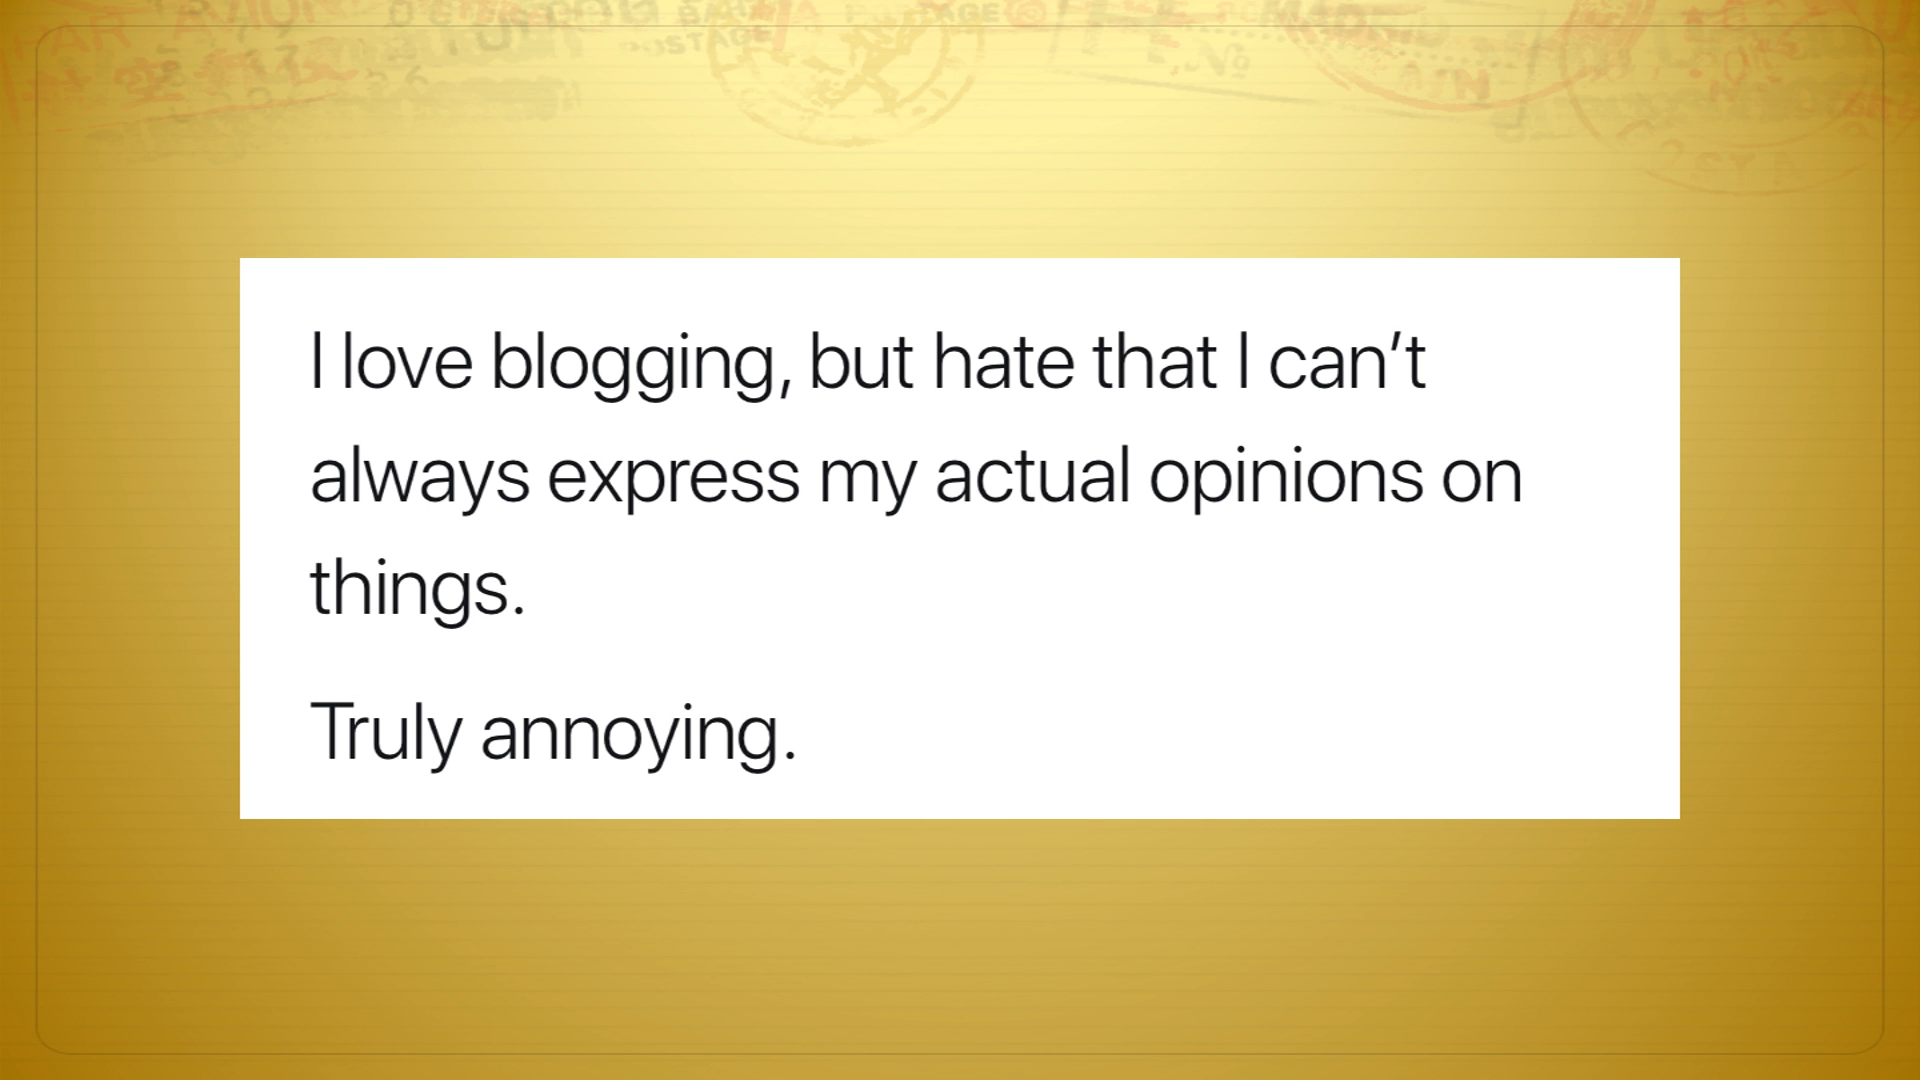 I love blogging, but hate that I can’t
always express my actual opinions on
things.
Truly annoying.